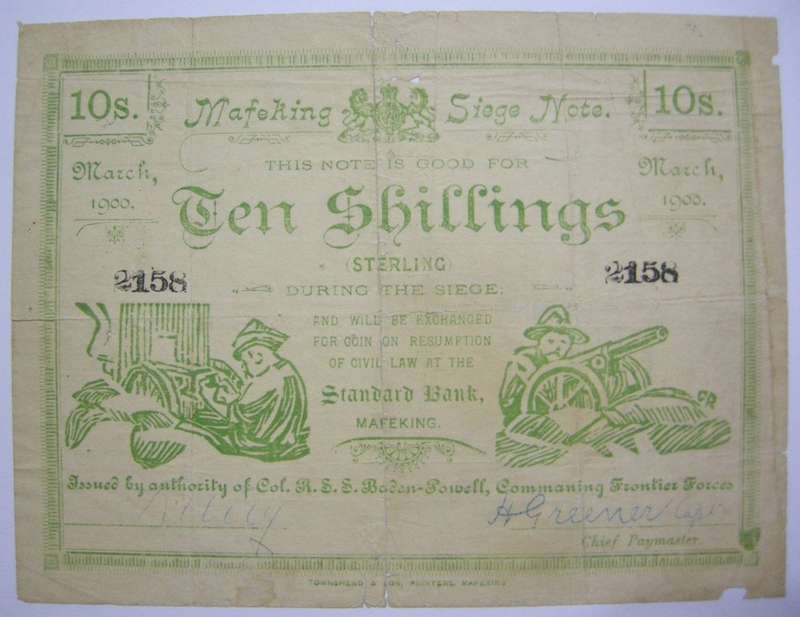 10s. Mafeking Siege Note. 10s.
March, 1900.
March, 1900.
THIS NOTE IS GOOD FOR
Ten Shillings
(STERLING)
2158 2158
DURING THE SIEGE;
AND WILL BE EXCHANGED
FOR COIN ON RESUMPTION
OF CIVIL LAW AT THE
Standard Bank,
MAFEKING.
Issued by authority of Col. R. S. S. Baden-Powell, Commaning Frontier Forces
H Greener Capt
Chief Paymaster.
TOWNSHEND & SON, PRINTERS, MAFEKING